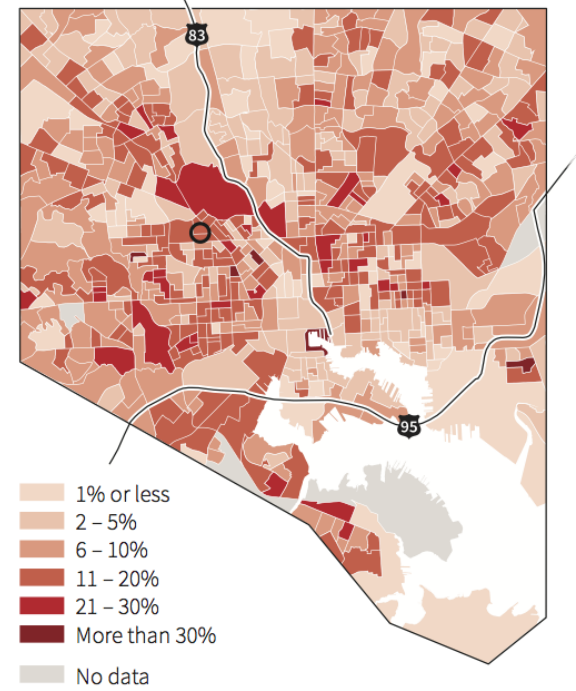 83
95
1% or less
2 – 5%
6 – 10%
11 – 20%
21 – 30%
More than 30%
No data